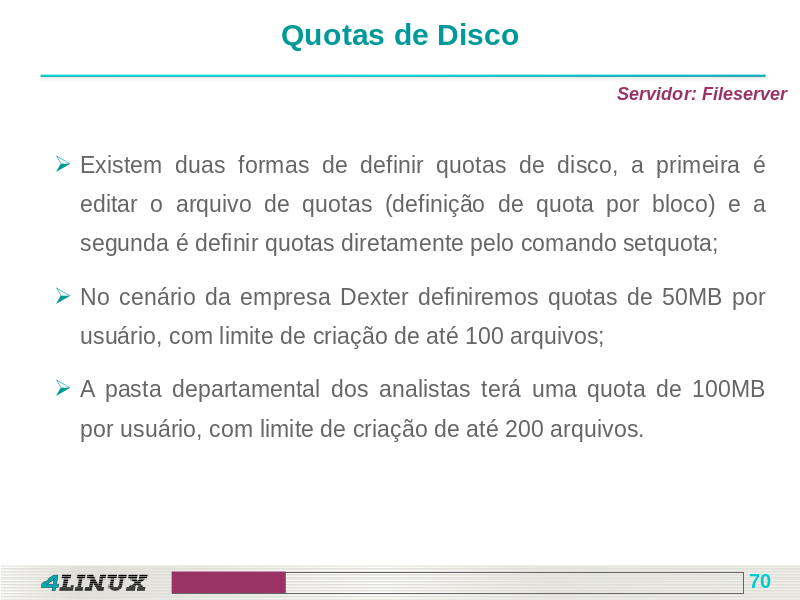 Quotas de Disco
Servidor: Fileserver
Existem duas formas de definir quotas de disco, a primeira é
editar o arquivo de quotas (definição de quota por bloco) e a
segunda é definir quotas diretamente pelo comando setquota;
No cenário da empresa Dexter definiremos quotas de 50MB por
usuário, com limite de criação de até 100 arquivos;
A pasta departamental dos analistas terá uma quota de 100MB
por usuário, com limite de criação de até 200 arquivos.
4LINUX
70